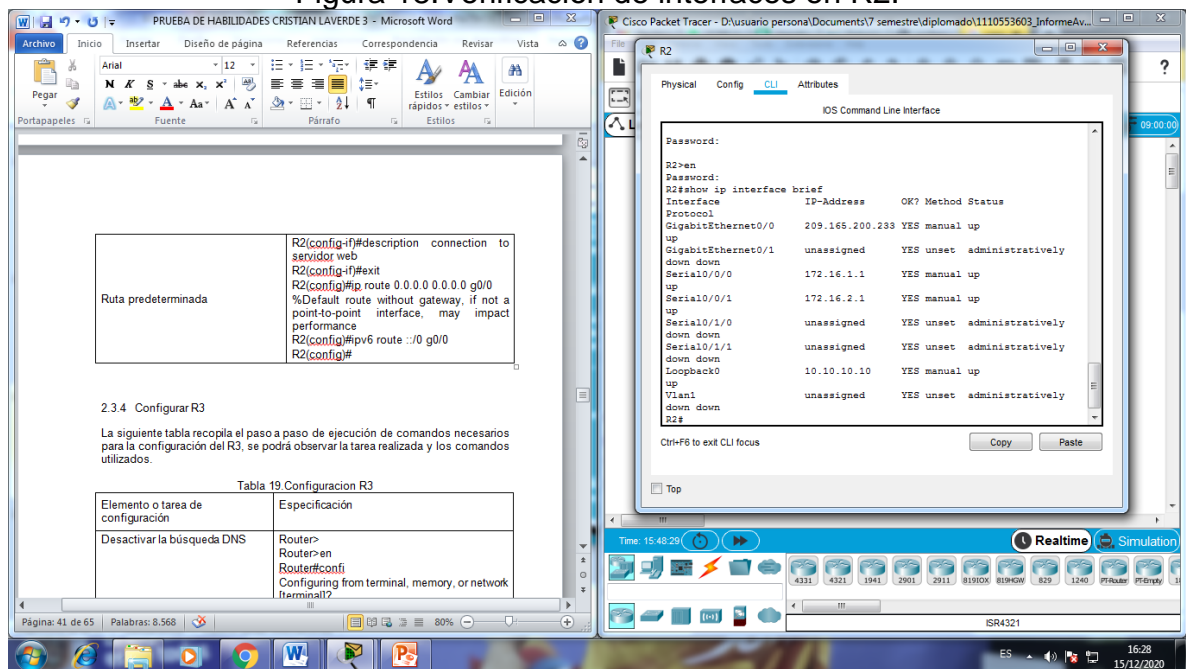 Figura 18.Verificación de interfaces en R2.
PRUEBA DE HABILIDADES CRISTIAN LAVERDE 3 - Microsoft Word
Archivo Inicio Insertar Diseño de página Referencias Correspondencia Revisar Vista
Pegar
Arial 12
N K S abc x₂ x²
Aa
Estilos rápidos
Cambiar estilos
Edición
Portapapeles Fuente Párrafo Estilos
Ruta predeterminada
R2(config-if)#description connection to
servidor web
R2(config-if)#exit
R2(config)#ip route 0.0.0.0 0.0.0.0 g0/0
%Default route without gateway, if not a
point-to-point interface, may impact
performance
R2(config)#ipv6 route ::/0 g0/0
R2(config)#
2.3.4 Configurar R3
La siguiente tabla recopila el paso a paso de ejecución de comandos necesarios
para la configuración del R3, se podrá observar la tarea realizada y los comandos
utilizados.
Tabla 19.Configuracion R3
Elemento o tarea de
configuración
Especificación
Desactivar la búsqueda DNS
Router>
Router>en
Router#confi
Configuring from terminal, memory, or network
[terminal]?
Página: 41 de 65 Palabras: 8.568 80%
Cisco Packet Tracer - D:\usuario persona\Documents\7 semestre\diplomado\1110553603_InformeAv...
File
R2
Physical Config CLI Attributes
IOS Command Line Interface
Password:
R2>en
Password:
R2#show ip interface brief
Interface IP-Address OK? Method Status
Protocol
GigabitEthernet0/0 209.165.200.233 YES manual up
up
GigabitEthernet0/1 unassigned YES unset administratively
down down
Serial0/0/0 172.16.1.1 YES manual up
up
Serial0/0/1 172.16.2.1 YES manual up
up
Serial0/1/0 unassigned YES unset administratively
down down
Serial0/1/1 unassigned YES unset administratively
down down
Loopback0 10.10.10.10 YES manual up
up
Vlan1 unassigned YES unset administratively
down down
R2#
Ctrl+F6 to exit CLI focus
Copy Paste
Top
09:00:00
Time: 15:48:29
Realtime Simulation
4331 4321 1941 2901 2911 819IOX 819HGW 829 1240 PT-Router PT-Empty
ISR4321
ES
16:28
15/12/2020